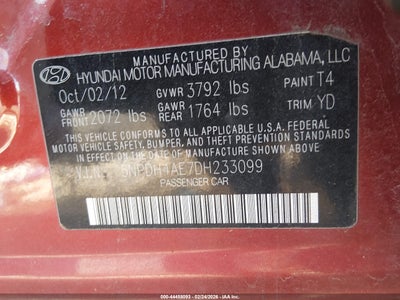 MANUFACTURED BY
HYUNDAI MOTOR MANUFACTURING ALABAMA, LLC
Oct/02/12 GVWR 3792 lbs PAINT T4
GAWR FRONT 2072 lbs GAWR REAR 1764 lbs TRIM YD
THIS VEHICLE CONFORMS TO ALL APPLICABLE U.S.A. FEDERAL
MOTOR VEHICLE SAFETY, BUMPER, AND THEFT PREVENTION
STANDARDS IN EFFECT ON THE DATE OF MANUFACTURE
SHOWN ABOVE.
V.I.N.: 5NPDH4AE7DH233099
PASSENGER CAR
000-44458093 - 02/24/2026 - IAA Inc.